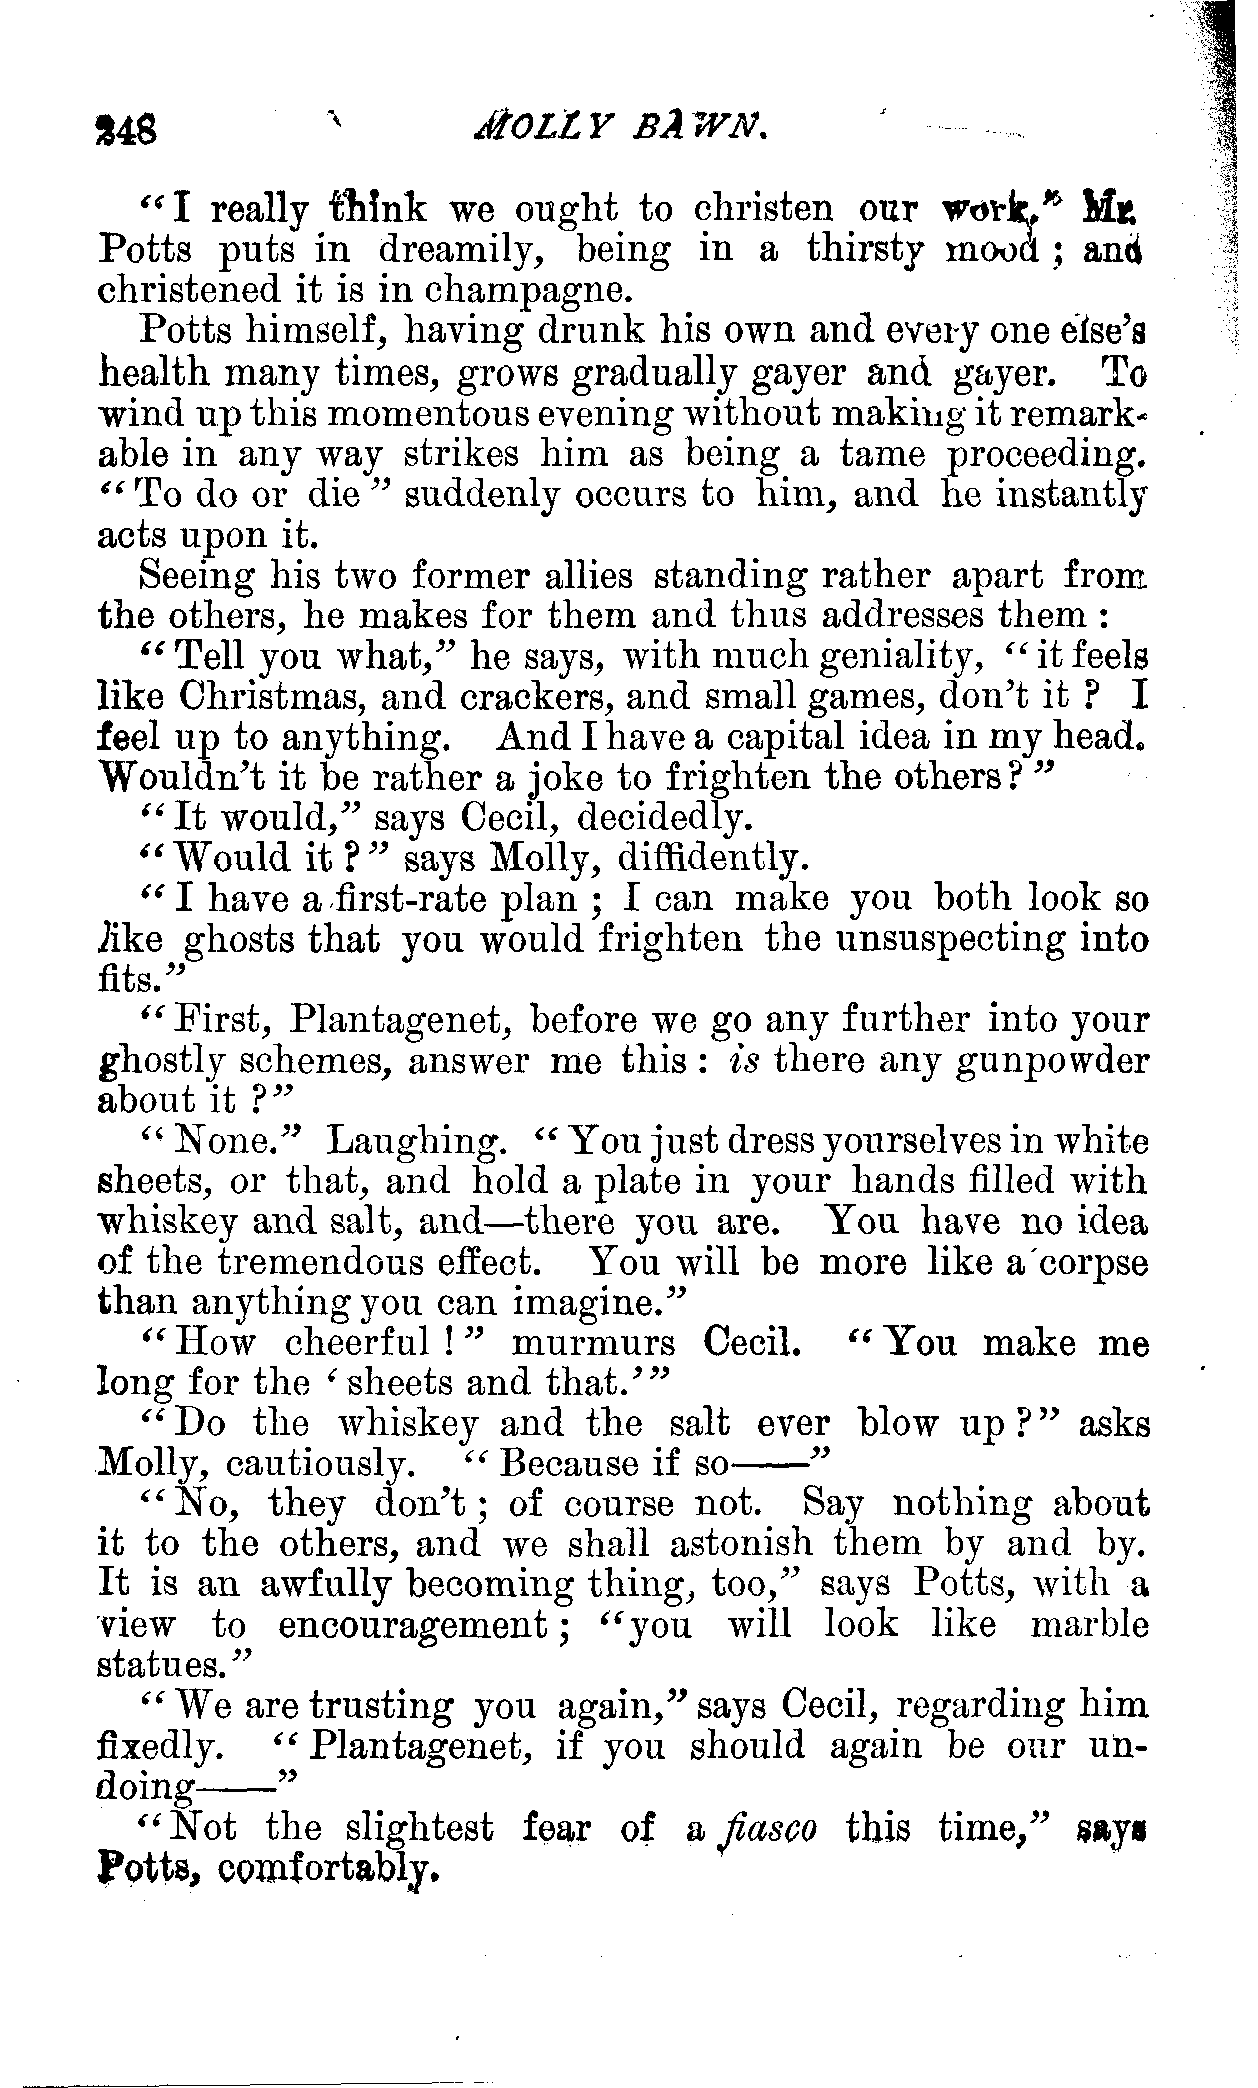 248 MOLLY BAWN.
“I really think we ought to christen our work,” Mr.
Potts puts in dreamily, being in a thirsty mood ; and
christened it is in champagne.
Potts himself, having drunk his own and every one else’s
health many times, grows gradually gayer and gayer. To
wind up this momentous evening without making it remark-
able in any way strikes him as being a tame proceeding.
“To do or die” suddenly occurs to him, and he instantly
acts upon it.
Seeing his two former allies standing rather apart from
the others, he makes for them and thus addresses them :
“Tell you what,” he says, with much geniality, “it feels
like Christmas, and crackers, and small games, don’t it ? I
feel up to anything. And I have a capital idea in my head.
Wouldn’t it be rather a joke to frighten the others?”
“It would,” says Cecil, decidedly.
“Would it ?” says Molly, diffidently.
“I have a first-rate plan ; I can make you both look so
like ghosts that you would frighten the unsuspecting into
fits.”
“First, Plantagenet, before we go any further into your
ghostly schemes, answer me this : is there any gunpowder
about it ?”
“None.” Laughing. “You just dress yourselves in white
sheets, or that, and hold a plate in your hands filled with
whiskey and salt, and—there you are. You have no idea
of the tremendous effect. You will be more like a corpse
than anything you can imagine.”
“How cheerful !” murmurs Cecil. “You make me
long for the ‘sheets and that.’”
“Do the whiskey and the salt ever blow up ?” asks
Molly, cautiously. “Because if so——”
“No, they don’t ; of course not. Say nothing about
it to the others, and we shall astonish them by and by.
It is an awfully becoming thing, too,” says Potts, with a
view to encouragement ; “you will look like marble
statues.”
“We are trusting you again,” says Cecil, regarding him
fixedly. “Plantagenet, if you should again be our un-
doing——”
“Not the slightest fear of a fiasco this time,” says
Potts, comfortably.